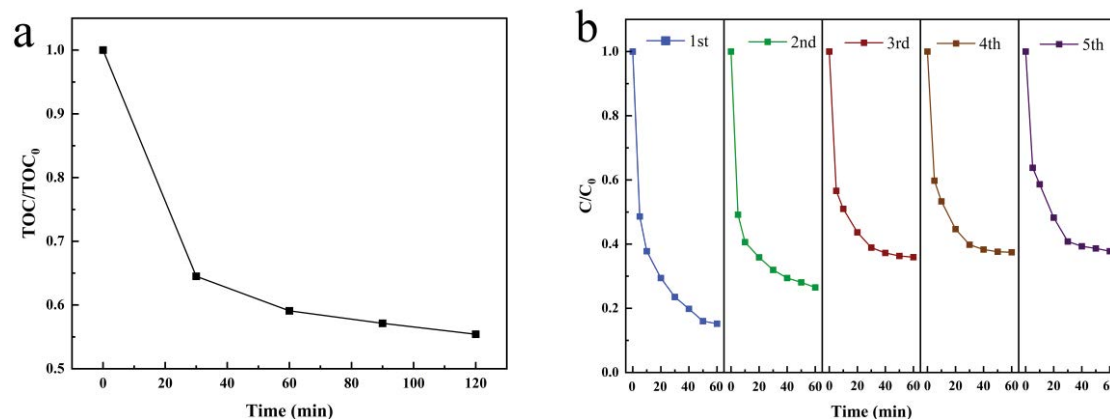 a
1.0
0.9
0.8
0.7
0.6
0.5
TOC/TOC₀
0 20 40 60 80 100 120
Time (min)
b
1st 2nd 3rd 4th 5th
1.0
0.8
0.6
0.4
0.2
0.0
C/C₀
0 20 40 60 0 20 40 60 0 20 40 60 0 20 40 60 0 20 40 60
Time (min)